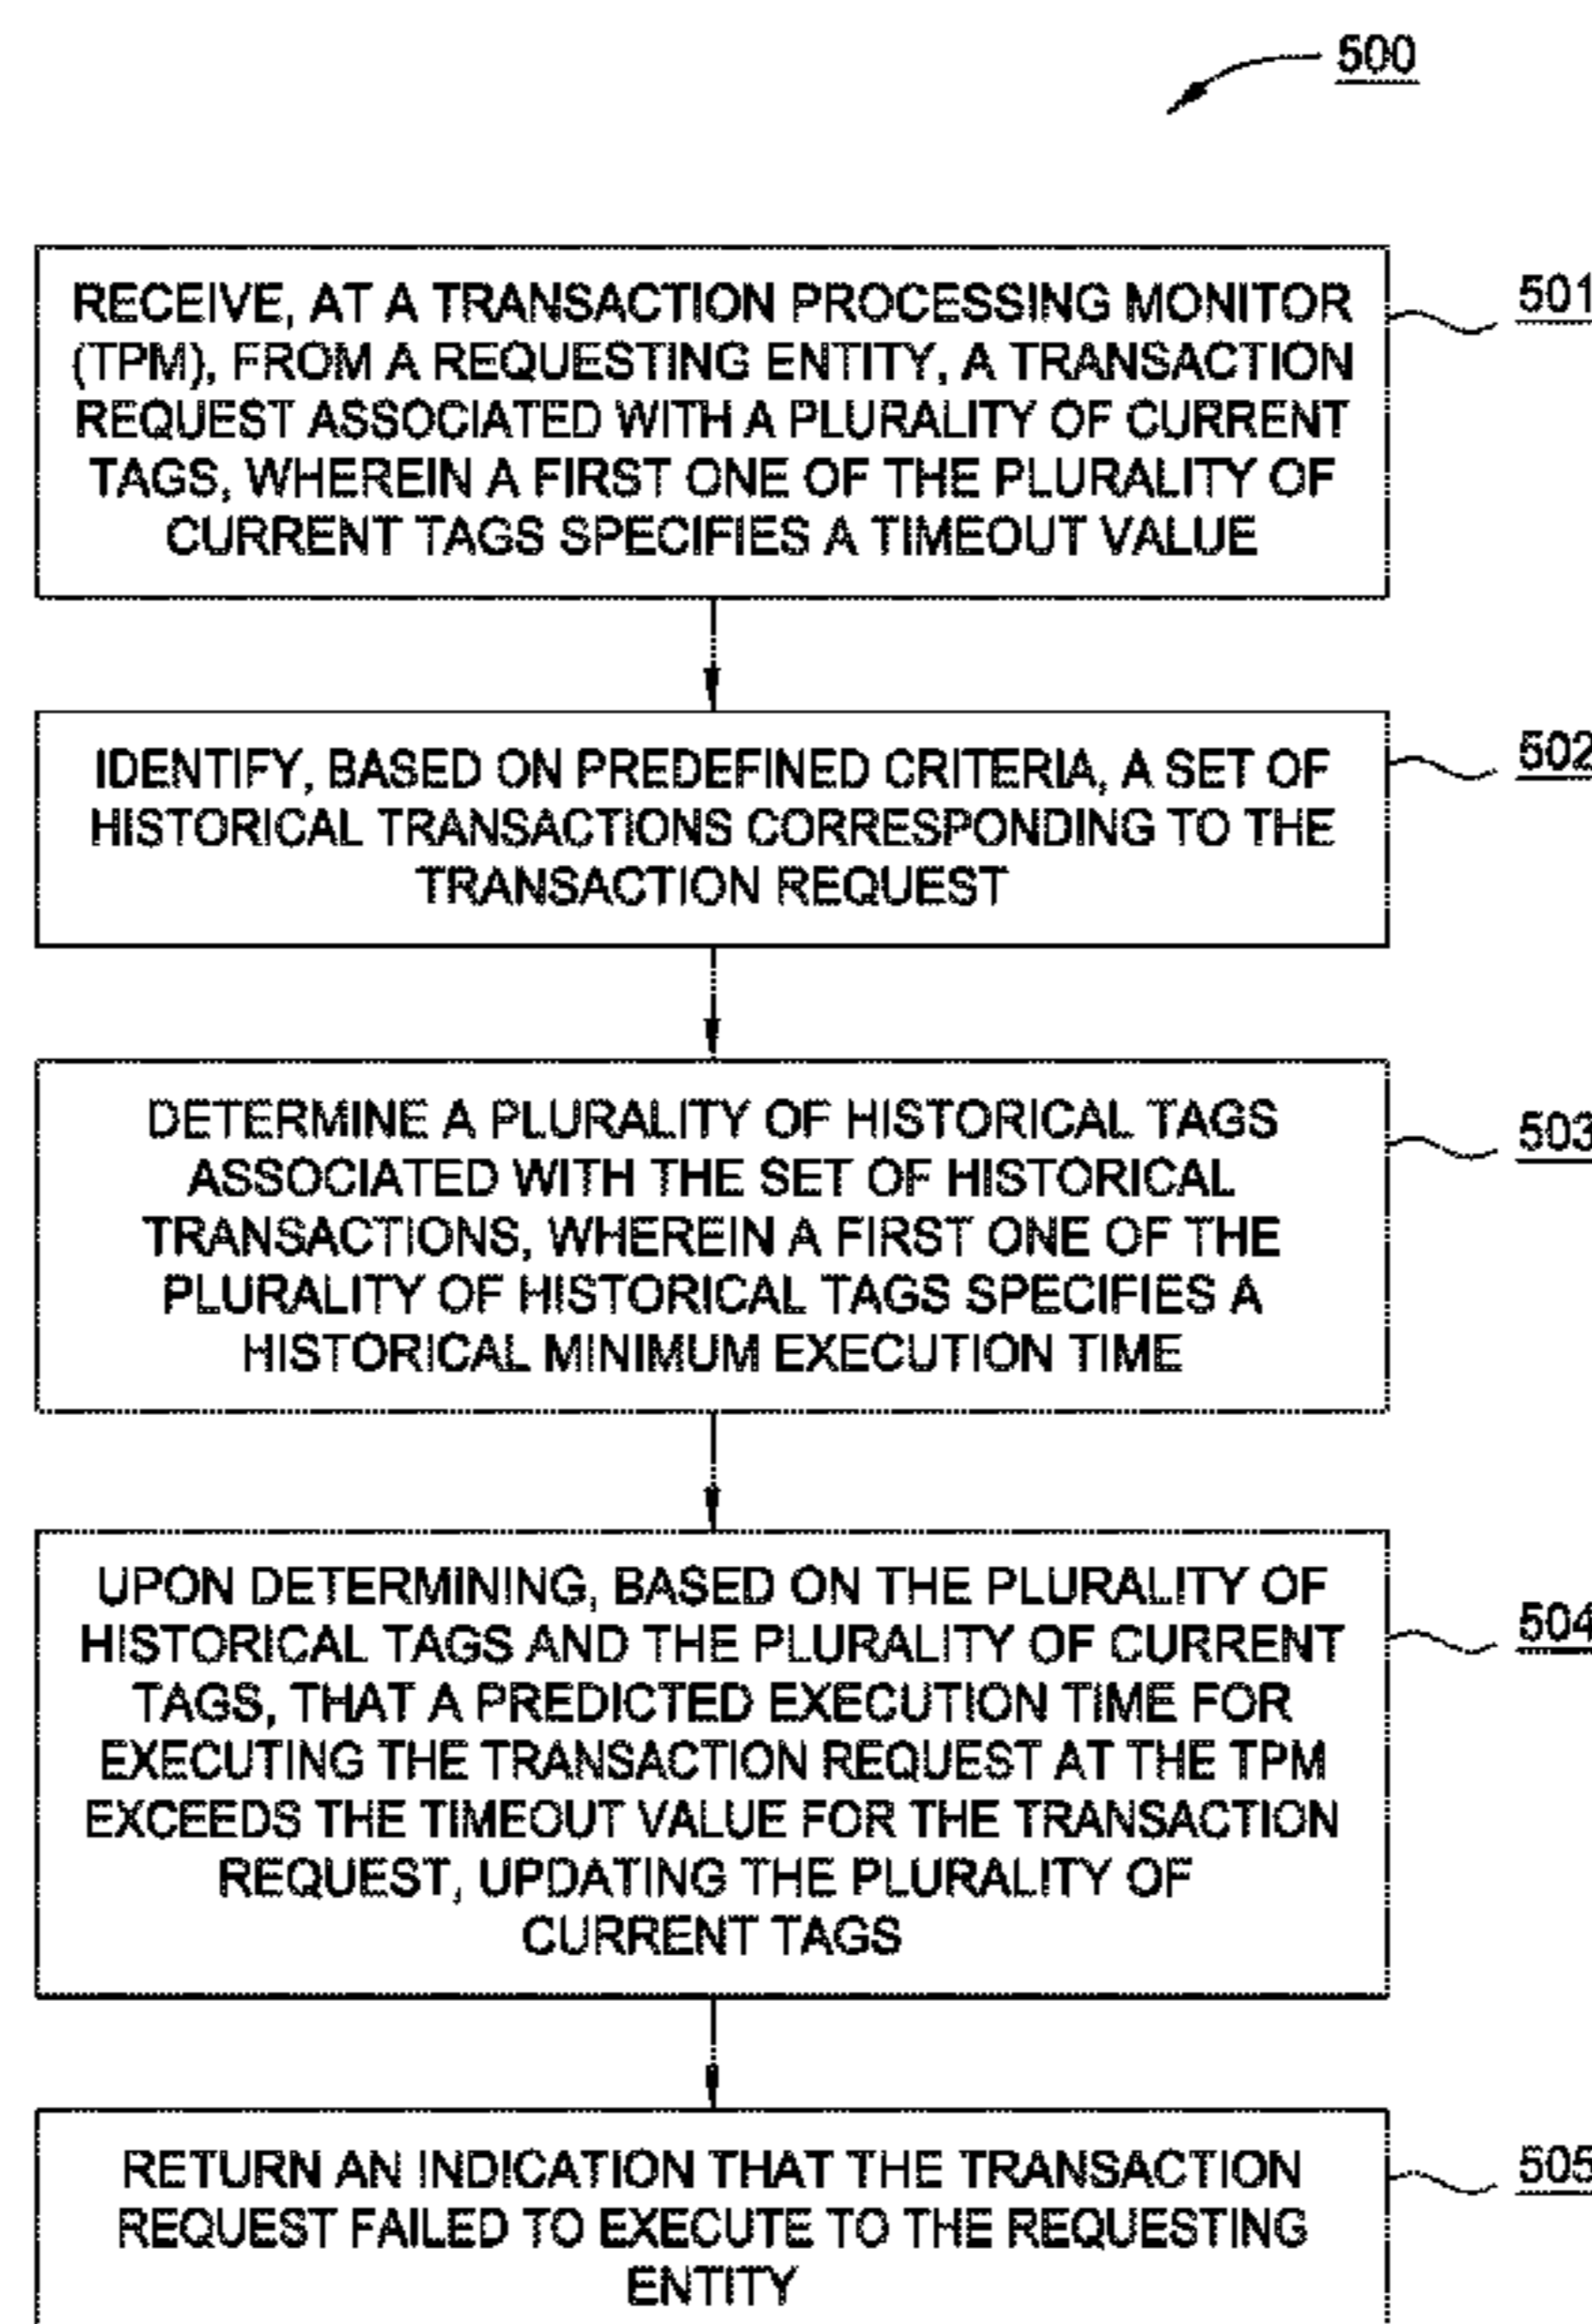 500
RECEIVE, AT A TRANSACTION PROCESSING MONITOR
(TPM), FROM A REQUESTING ENTITY, A TRANSACTION
REQUEST ASSOCIATED WITH A PLURALITY OF CURRENT
TAGS, WHEREIN A FIRST ONE OF THE PLURALITY OF
CURRENT TAGS SPECIFIES A TIMEOUT VALUE
501
IDENTIFY, BASED ON PREDEFINED CRITERIA, A SET OF
HISTORICAL TRANSACTIONS CORRESPONDING TO THE
TRANSACTION REQUEST
502
DETERMINE A PLURALITY OF HISTORICAL TAGS
ASSOCIATED WITH THE SET OF HISTORICAL
TRANSACTIONS, WHEREIN A FIRST ONE OF THE
PLURALITY OF HISTORICAL TAGS SPECIFIES A
HISTORICAL MINIMUM EXECUTION TIME
503
UPON DETERMINING, BASED ON THE PLURALITY OF
HISTORICAL TAGS AND THE PLURALITY OF CURRENT
TAGS, THAT A PREDICTED EXECUTION TIME FOR
EXECUTING THE TRANSACTION REQUEST AT THE TPM
EXCEEDS THE TIMEOUT VALUE FOR THE TRANSACTION
REQUEST, UPDATING THE PLURALITY OF
CURRENT TAGS
504
RETURN AN INDICATION THAT THE TRANSACTION
REQUEST FAILED TO EXECUTE TO THE REQUESTING
ENTITY
505